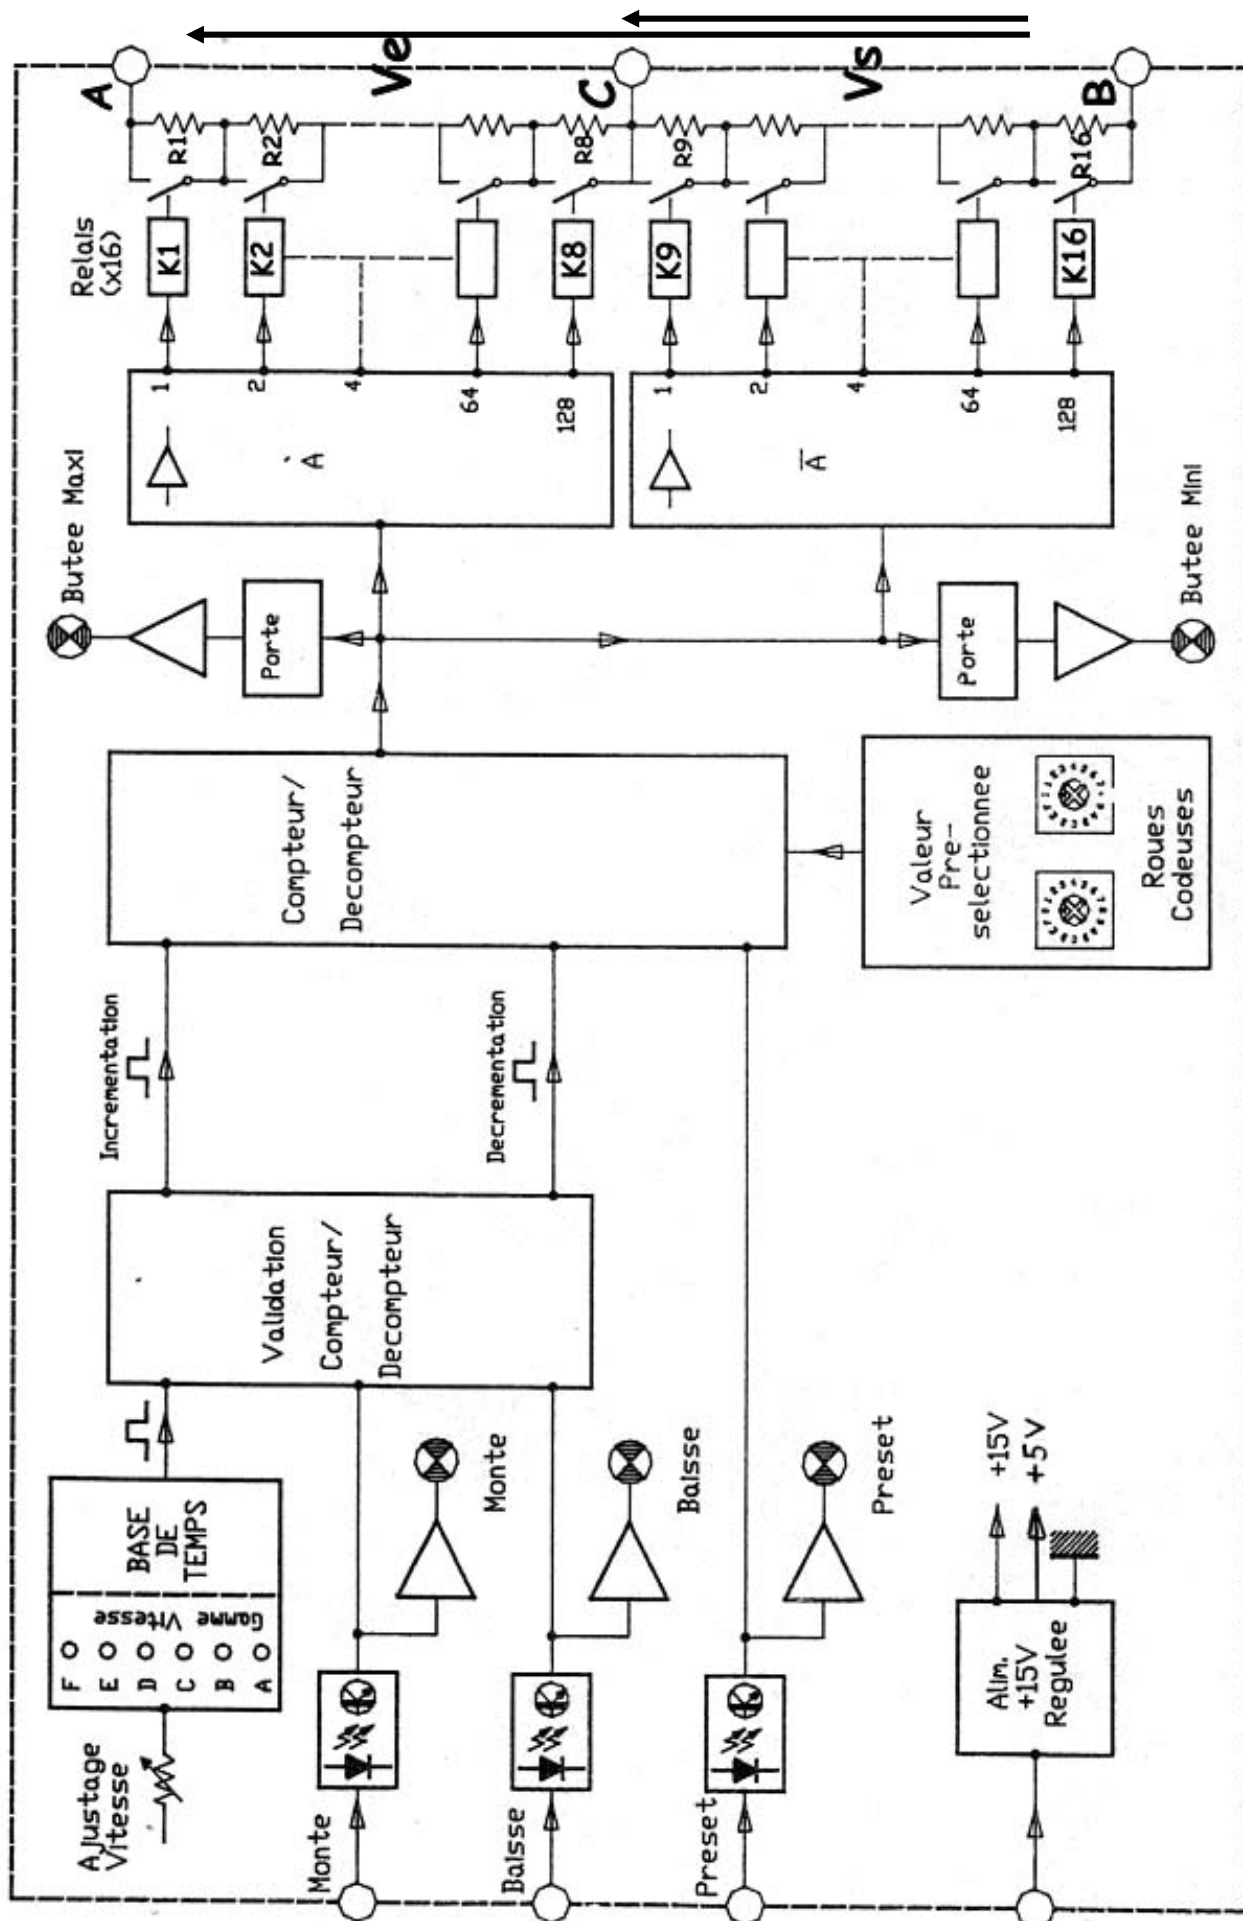 Ajustage
Vitesse
F
E
D
C
B
A
Gamme
Vitesse
BASE
DE
TEMPS
Monte
Monte
Baisse
Baisse
Preset
Preset
Alim.
+15V
Regulee
+15V
+5V
Validation
Compteur/
Decompteur
Incrementation
Decrementation
Compteur/
Decompteur
Valeur
Pre-
selectionnee
Roues
Codeuses
Porte
Butee Maxi
Porte
Butee Mini
A
1
2
4
64
128
A̅
1
2
4
64
128
Relais
(x16)
K1
K2
K8
K9
K16
R1
R2
R8
R9
R16
A
Ve
C
Vs
B